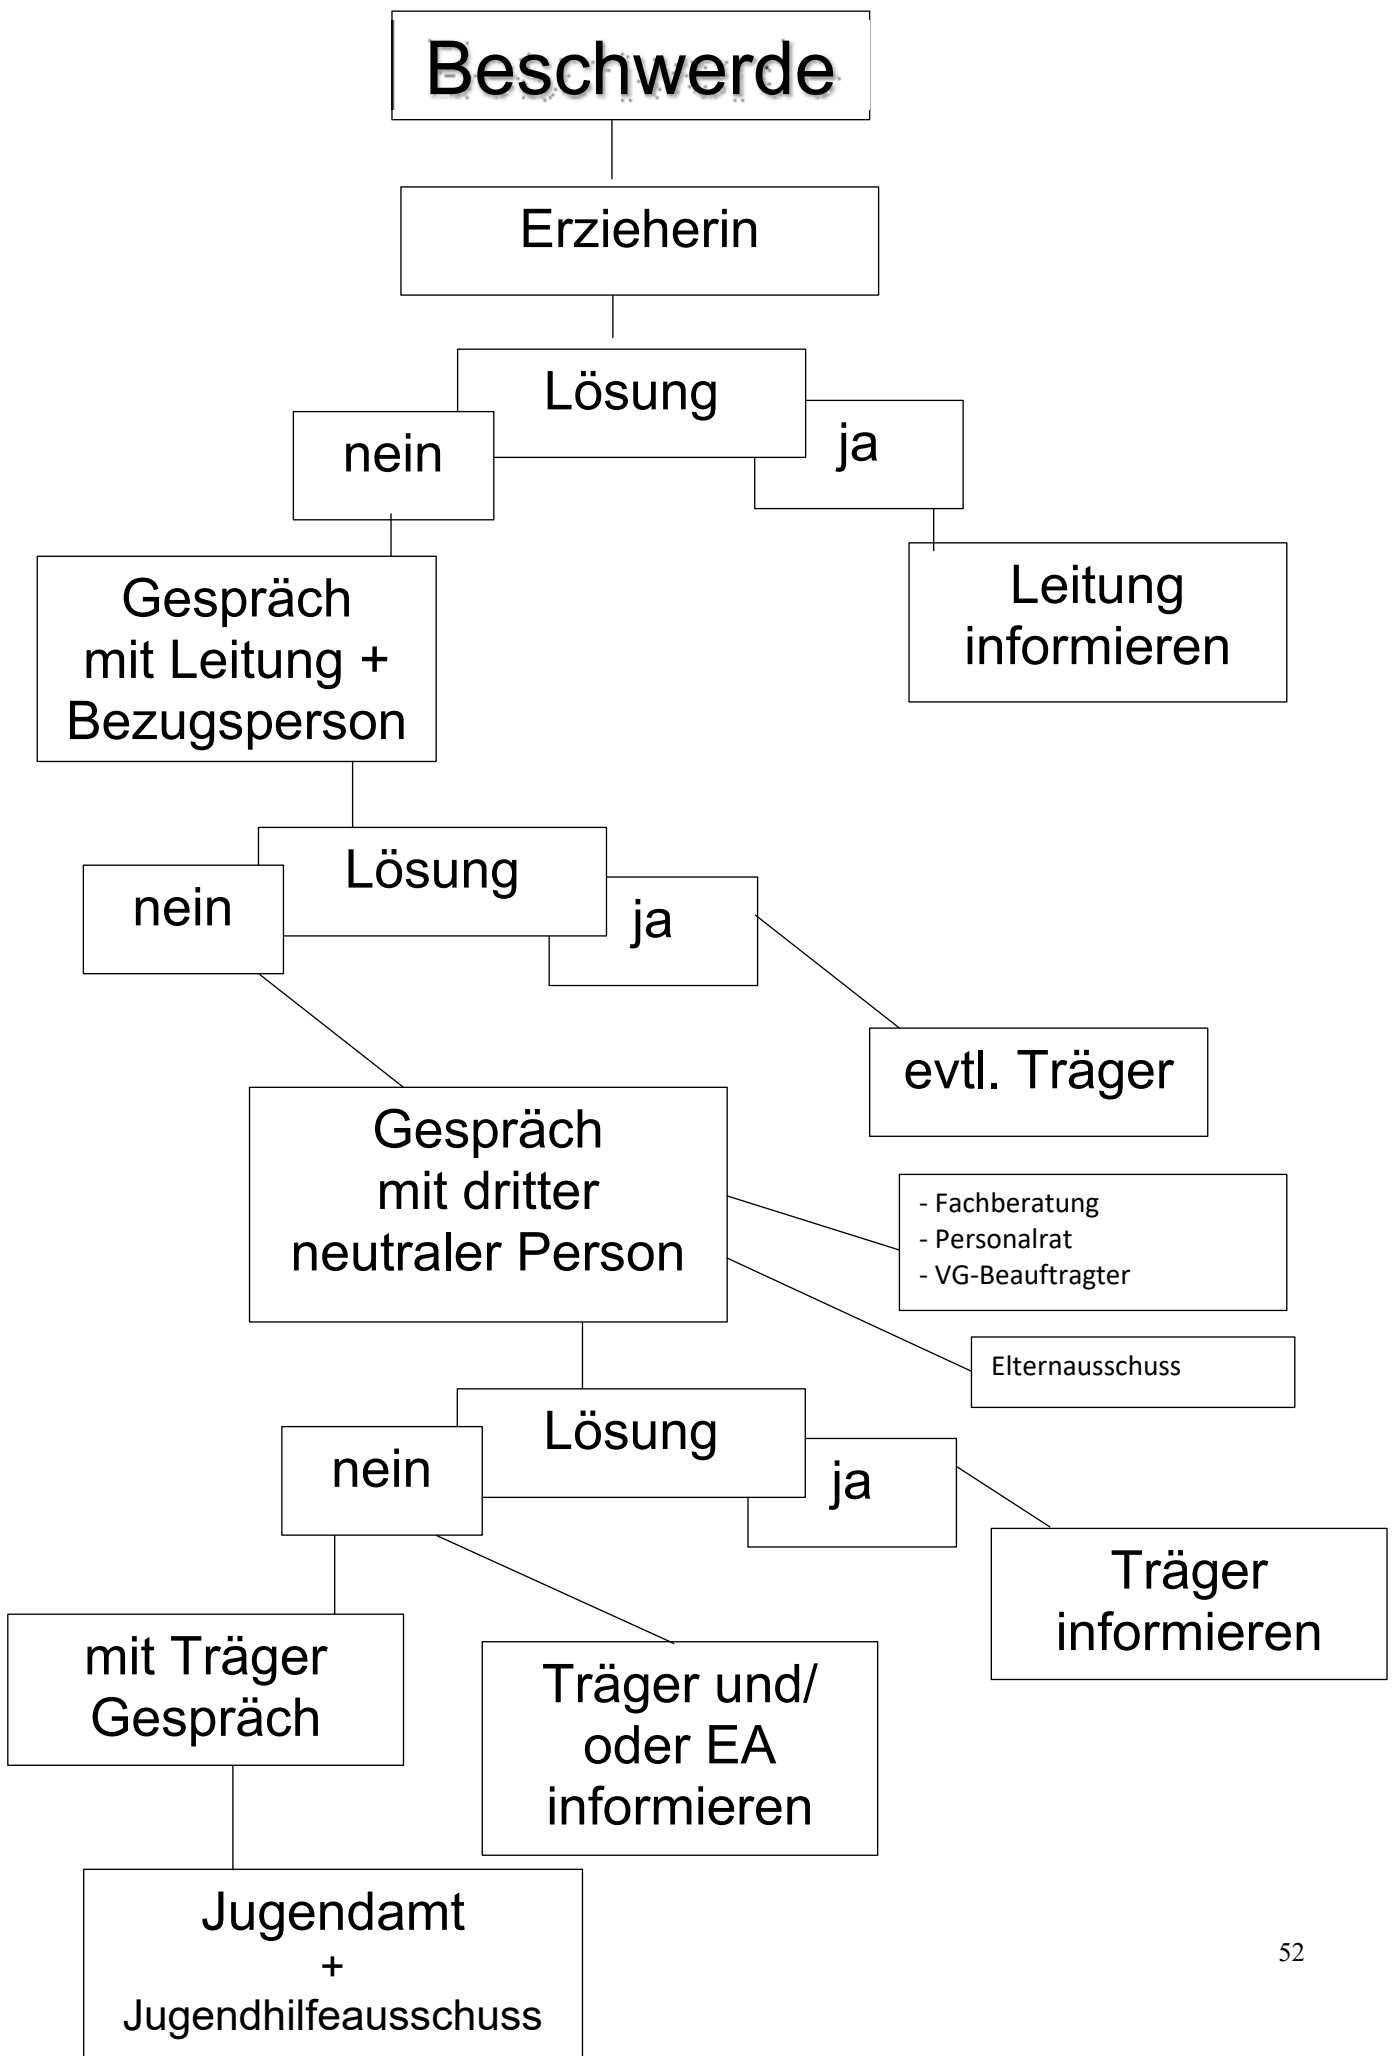 Beschwerde
Erzieherin
Lösung
nein
ja
Gespräch
mit Leitung +
Bezugsperson
Leitung
informieren
Lösung
nein
ja
evtl. Träger
Gespräch
mit dritter
neutraler Person
- Fachberatung
- Personalrat
- VG-Beauftragter
Elternausschuss
Lösung
nein
ja
Träger
informieren
mit Träger
Gespräch
Träger und/
oder EA
informieren
Jugendamt
+
Jugendhilfeausschuss
52